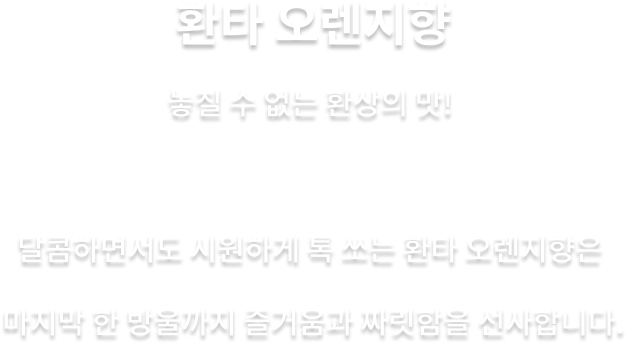 환타 오렌지향
놓칠 수 없는 환상의 맛!
달콤하면서도 시원하게 톡 쏘는 환타 오렌지향은
마지막 한 방울까지 즐거움과 짜릿함을 선사합니다.